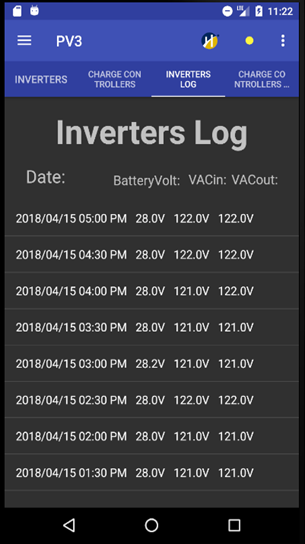 11:22
PV3
INVERTERS
CHARGE CON
TROLLERS
INVERTERS
LOG
CHARGE CO
NTROLLERS ...
Inverters Log
Date: BatteryVolt: VACin: VACout:
2018/04/15 05:00 PM 28.0V 122.0V 122.0V
2018/04/15 04:30 PM 28.0V 122.0V 122.0V
2018/04/15 04:00 PM 28.0V 121.0V 122.0V
2018/04/15 03:30 PM 28.0V 121.0V 121.0V
2018/04/15 03:00 PM 28.2V 121.0V 121.0V
2018/04/15 02:30 PM 28.0V 122.0V 122.0V
2018/04/15 02:00 PM 28.0V 121.0V 121.0V
2018/04/15 01:30 PM 28.0V 121.0V 121.0V